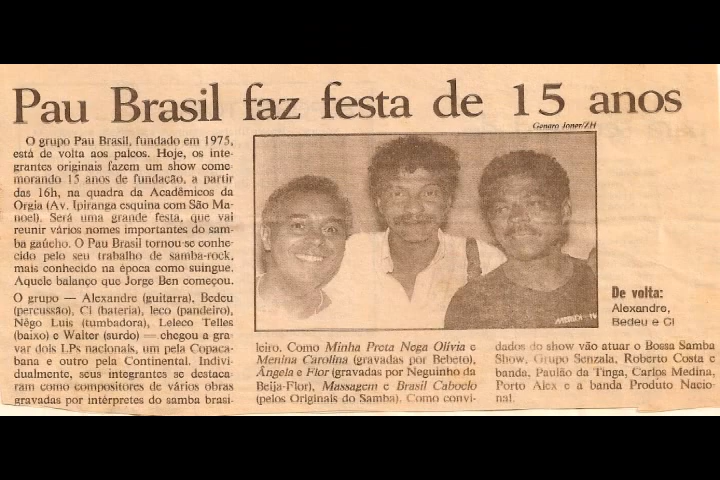 Pau Brasil faz festa de 15 anos
Genaro Joner/ZH
O grupo Pau Brasil, fundado em 1975,
está de volta aos palcos. Hoje, os inte-
grantes originais fazem um show come-
morando 15 anos de fundação, a partir
das 16h, na quadra da Acadêmicos da
Orgia (Av. Ipiranga esquina com São Ma-
noel). Será uma grande festa, que vai
reunir vários nomes importantes do sam-
ba gaúcho. O Pau Brasil tornou-se conhe-
cido pelo seu trabalho de samba-rock,
mais conhecido na época como suingue.
Aquele balanço que Jorge Ben começou.
O grupo — Alexandre (guitarra), Bedeu
(percussão), Ci (bateria), leco (pandeiro),
Nêgo Luis (tumbadora), Leleco Telles
(baixo) e Walter (surdo) — chegou a gra-
var dois LPs nacionais, um pela Copaca-
bana e outro pela Continental. Indivi-
dualmente, seus integrantes se destaca-
ram como compositores de vários obras
gravadas por intérpretes do samba brasi-
leiro. Como Minha Preta Nega Olivia e
Menina Carolina (gravadas por Bebeto),
Ângela e Flor (gravadas por Neguinho da
Beija-Flor), Massagem e Brasil Caboclo
(pelos Originais do Samba). Como convi-
dados do show vão atuar o Bossa Samba
Show, Grupo Senzala, Roberto Costa e
banda, Paulão da Tinga, Carlos Medina,
Porto Alex e a banda Produto Nacio-
nal.
De volta:
Alexandre,
Bedeu e Ci